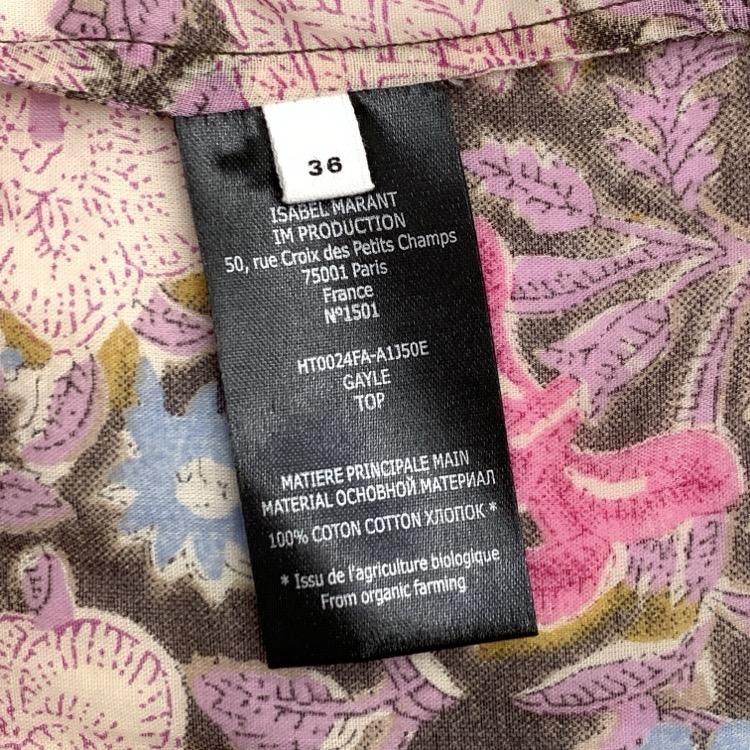 36
ISABEL MARANT
IM PRODUCTION
50, rue Croix des Petits Champs
75001 Paris
France
N°1501
HT0024FA-A1J50E
GAYLE
TOP
MATIERE PRINCIPALE MAIN
MATERIAL ОСНОВНОЙ МАТЕРИАЛ
100% COTON COTTON ХЛОПОК *
* Issu de l'agriculture biologique
From organic farming